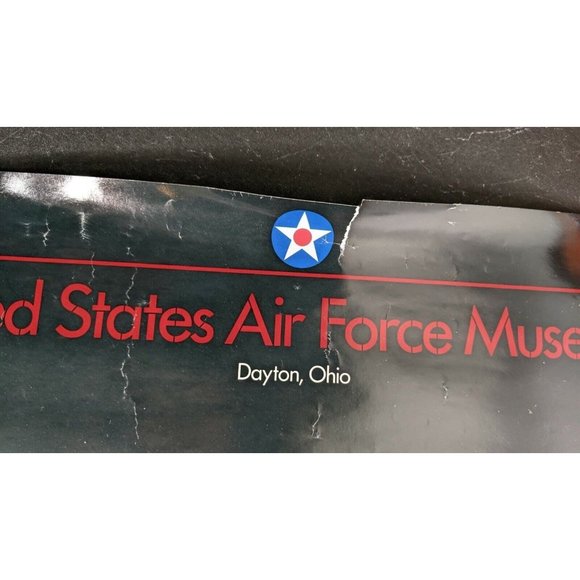 ed States Air Force Muse
Dayton, Ohio